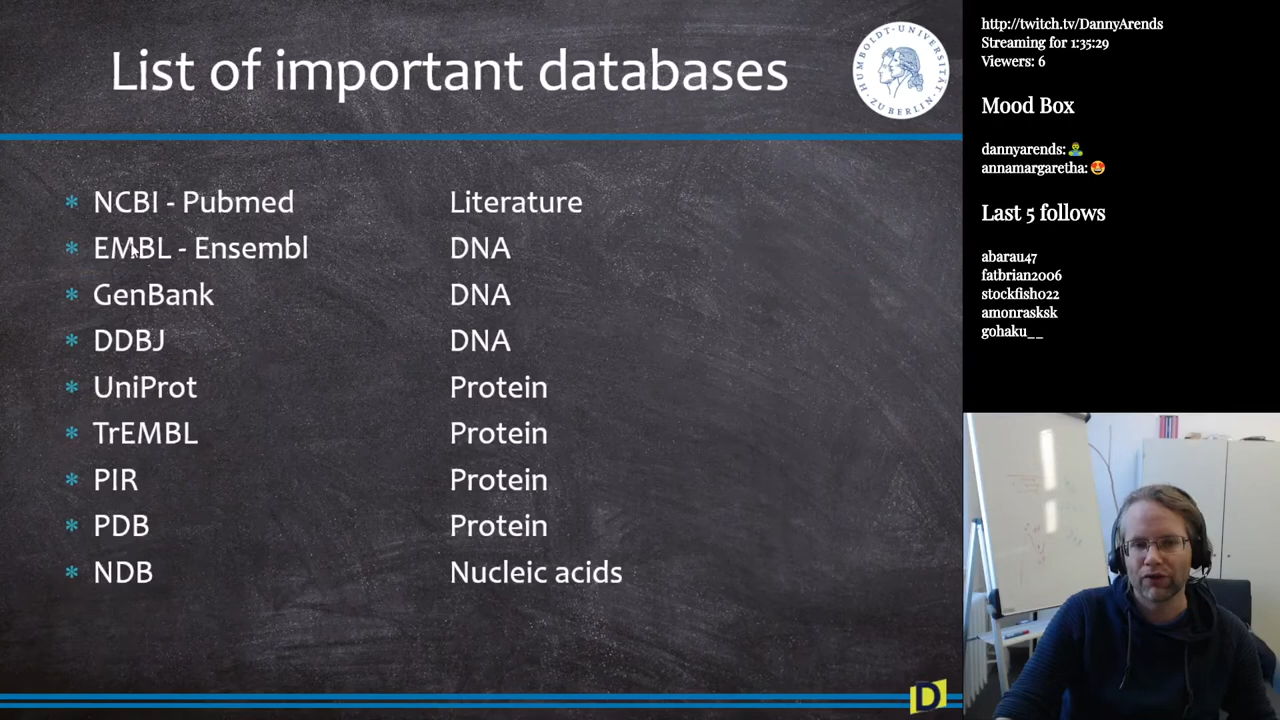 List of important databases
HUMBOLDT-UNIVERSITÄT ZU BERLIN
* NCBI - Pubmed Literature
* EMBL - Ensembl DNA
* GenBank DNA
* DDBJ DNA
* UniProt Protein
* TrEMBL Protein
* PIR Protein
* PDB Protein
* NDB Nucleic acids
D
http://twitch.tv/DannyArends
Streaming for 1:35:29
Viewers: 6
Mood Box
dannyarends: 🧟‍♂️
annamargaretha: 😍
Last 5 follows
abarau47
fatbrian2006
stockfish022
amonrasksk
gohaku__